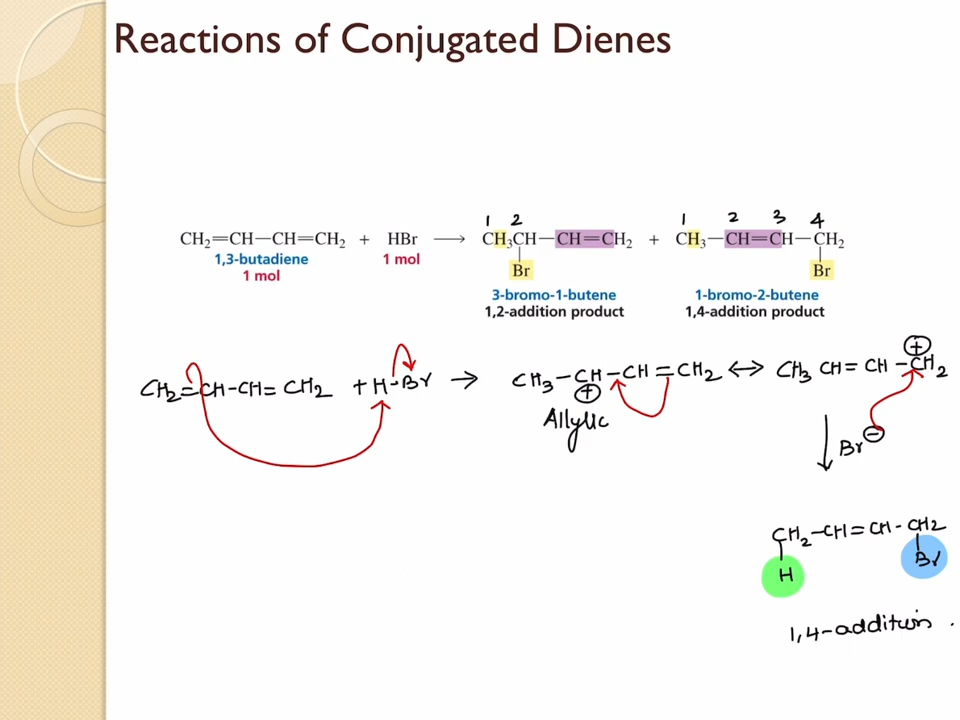 Reactions of Conjugated Dienes
1 2 1 2 3 4
CH₂=CH—CH=CH₂ + HBr ⟶ CH₃CH—CH=CH₂ + CH₃—CH=CH—CH₂
Br Br
1,3-butadiene 1 mol 3-bromo-1-butene 1-bromo-2-butene
1 mol 1,2-addition product 1,4-addition product
CH₂=CH-CH=CH₂ + H-Br → CH₃-CH-CH=CH₂ ↔ CH₃ CH=CH-CH₂
⊕ ⊕
Allylic
Br⊖
CH₂-CH=CH-CH2
H Br
1,4-addition.